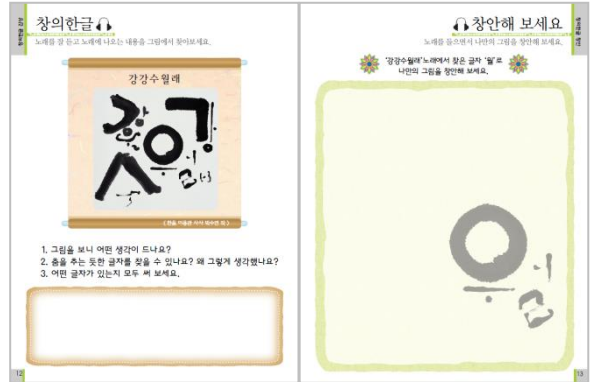 창의한글
노래를 잘 듣고 노래에 나오는 내용을 그림에서 찾아보세요.
강강수월래
1. 그림을 보니 어떤 생각이 드나요?
2. 춤을 추는 듯한 글자를 찾을 수 있나요? 왜 그렇게 생각했나요?
3. 어떤 글자가 있는지 모두 써 보세요.
12
창안해 보세요
노래를 들으면서 나만의 그림을 창안해 보세요.
'강강수월래'노래에서 찾은 글자 '월'로
나만의 그림을 창안해 보세요.
13